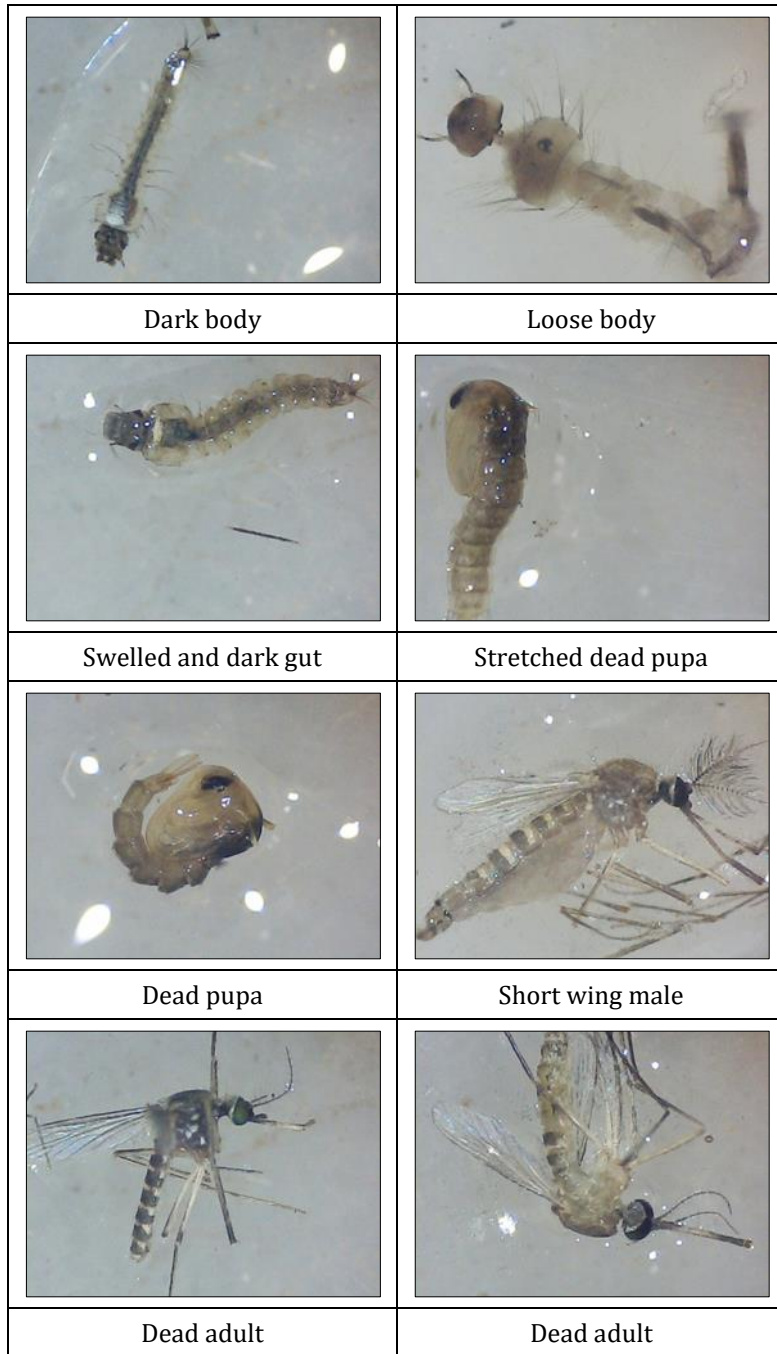 Dark body
Loose body
Swelled and dark gut
Stretched dead pupa
Dead pupa
Short wing male
Dead adult
Dead adult